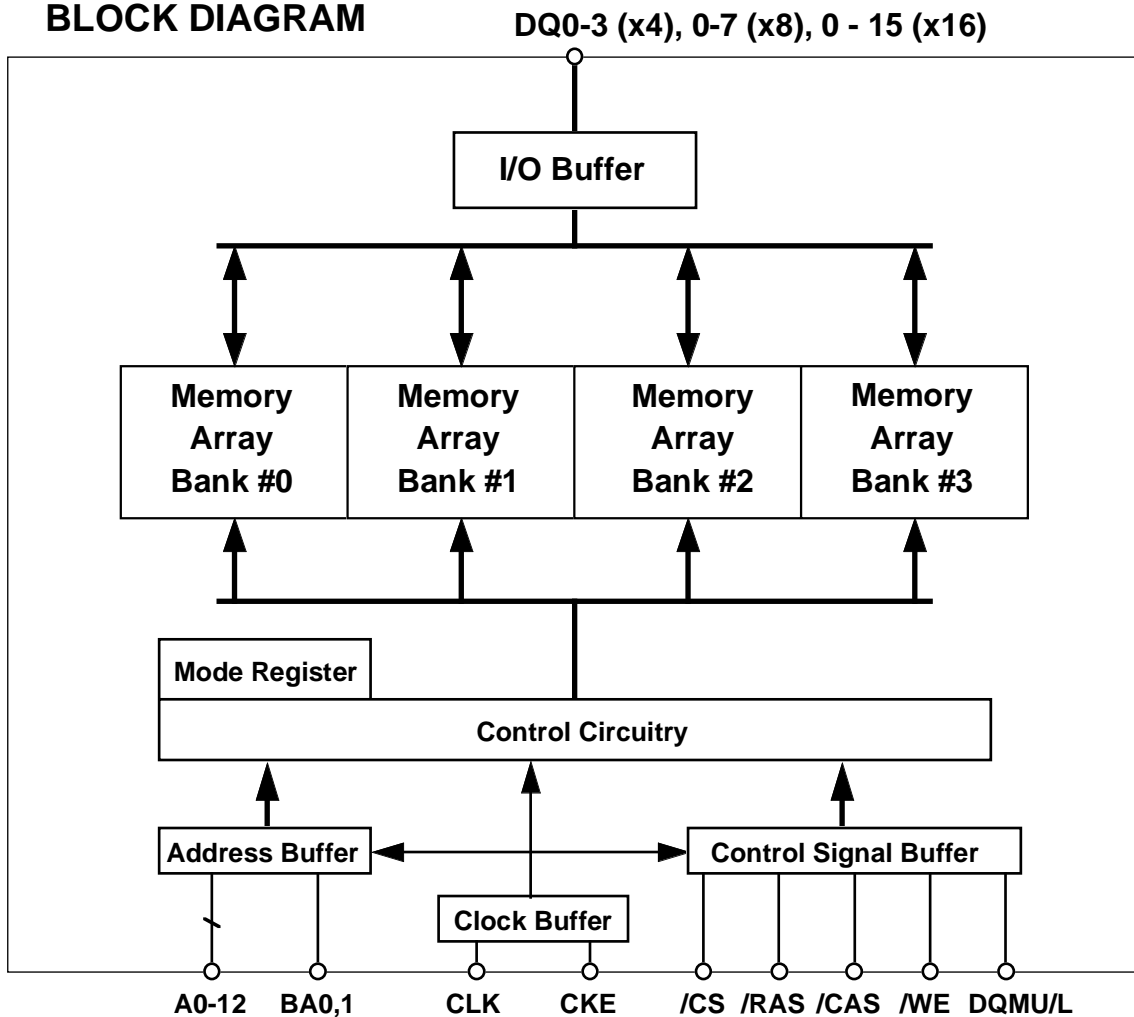 BLOCK DIAGRAM
DQ0-3 (x4), 0-7 (x8), 0 - 15 (x16)
I/O Buffer
Memory
Array
Bank #0
Memory
Array
Bank #1
Memory
Array
Bank #2
Memory
Array
Bank #3
Mode Register
Control Circuitry
Address Buffer
Control Signal Buffer
Clock Buffer
A0-12 BA0,1 CLK CKE /CS /RAS /CAS /WE DQMU/L